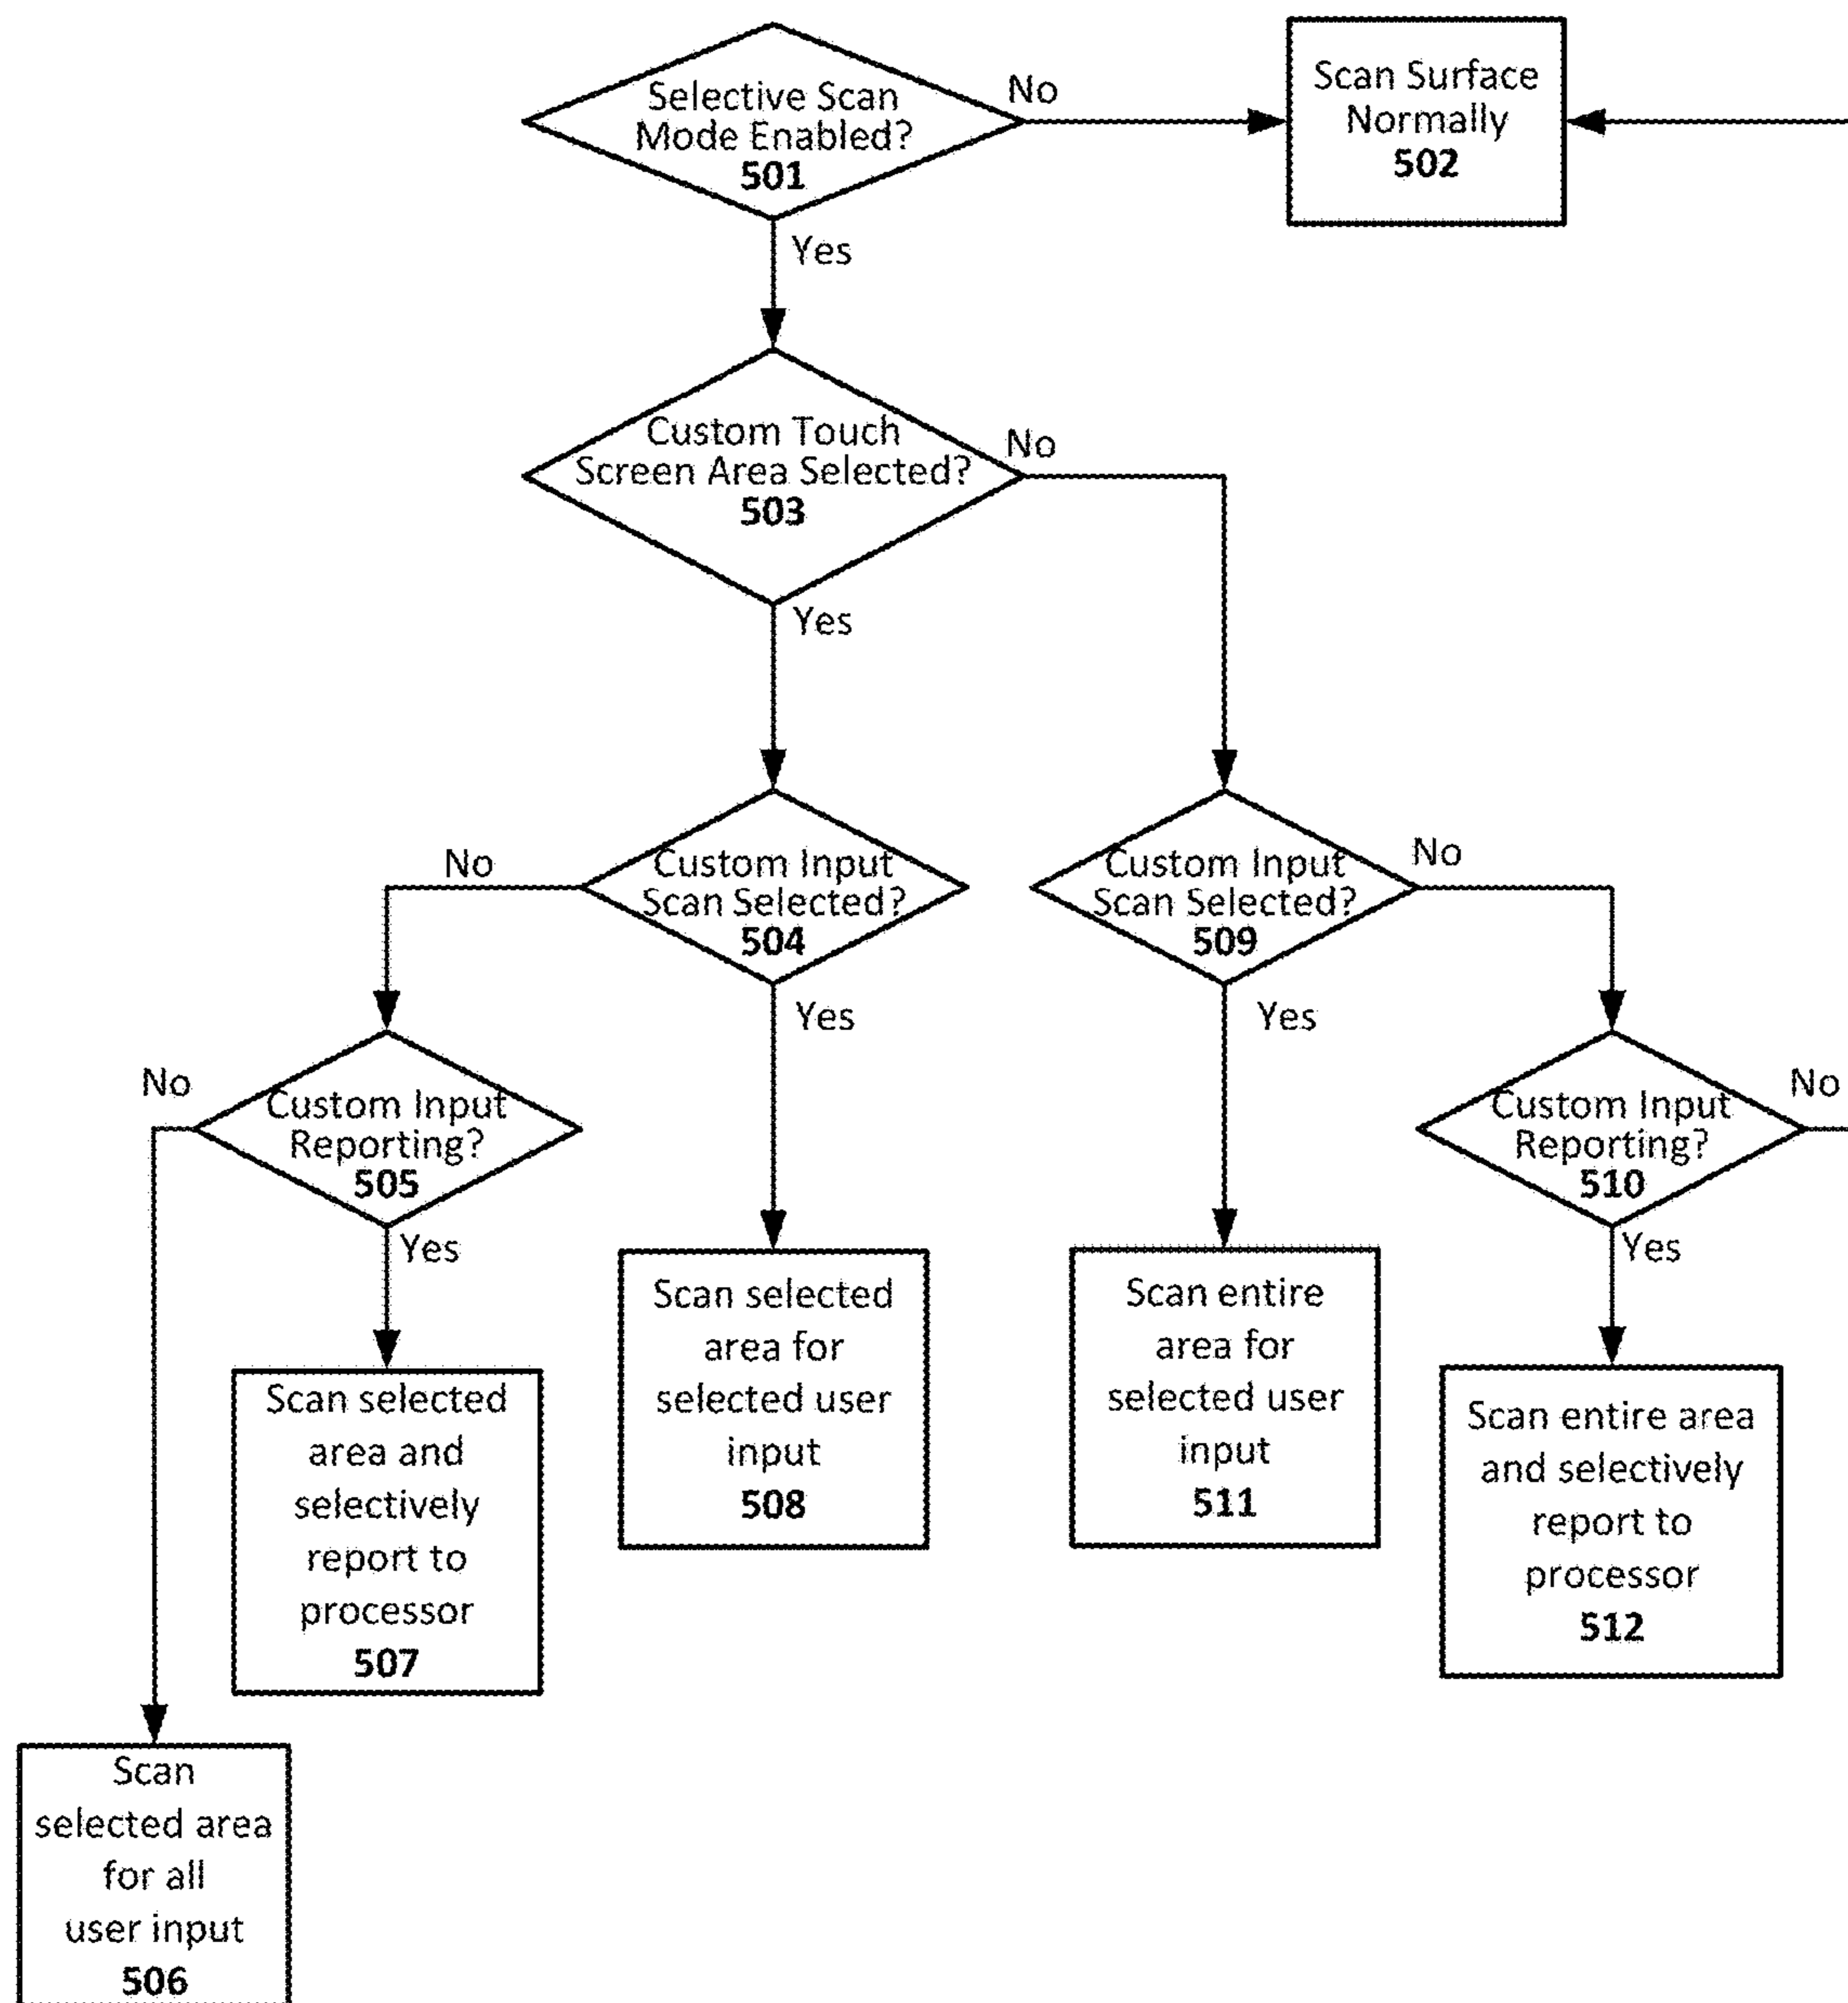 Selective Scan
Mode Enabled?
501
No
Scan Surface
Normally
502
Yes
Custom Touch
Screen Area Selected?
503
No
Yes
No
Custom Input
Scan Selected?
504
Custom Input
Scan Selected?
509
No
Yes
Yes
No
Custom Input
Reporting?
505
Custom Input
Reporting?
510
No
Yes
Yes
Scan selected
area and
selectively
report to
processor
507
Scan selected
area for
selected user
input
508
Scan entire
area for
selected user
input
511
Scan entire area
and selectively
report to
processor
512
Scan
selected area
for all
user input
506